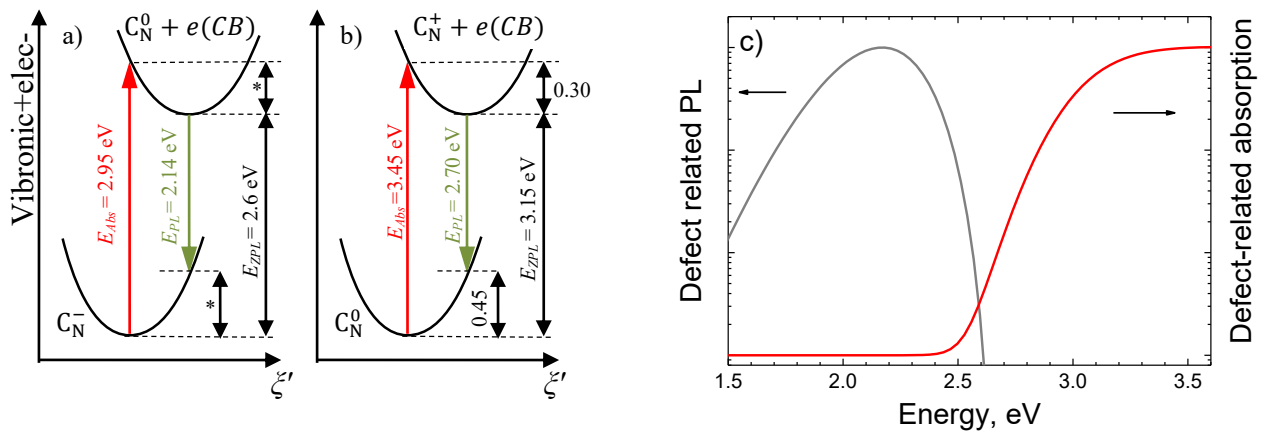 Vibronic+elec-
a)
C_N^0 + e(CB)
*
E_Abs = 2.95 eV
E_PL = 2.14 eV
E_ZPL = 2.6 eV
*
C_N^-
ξ'
b)
C_N^+ + e(CB)
0.30
E_Abs = 3.45 eV
E_PL = 2.70 eV
E_ZPL = 3.15 eV
0.45
C_N^0
ξ'
c)
Defect related PL
Defect-related absorption
1.5 2.0 2.5 3.0 3.5
Energy, eV